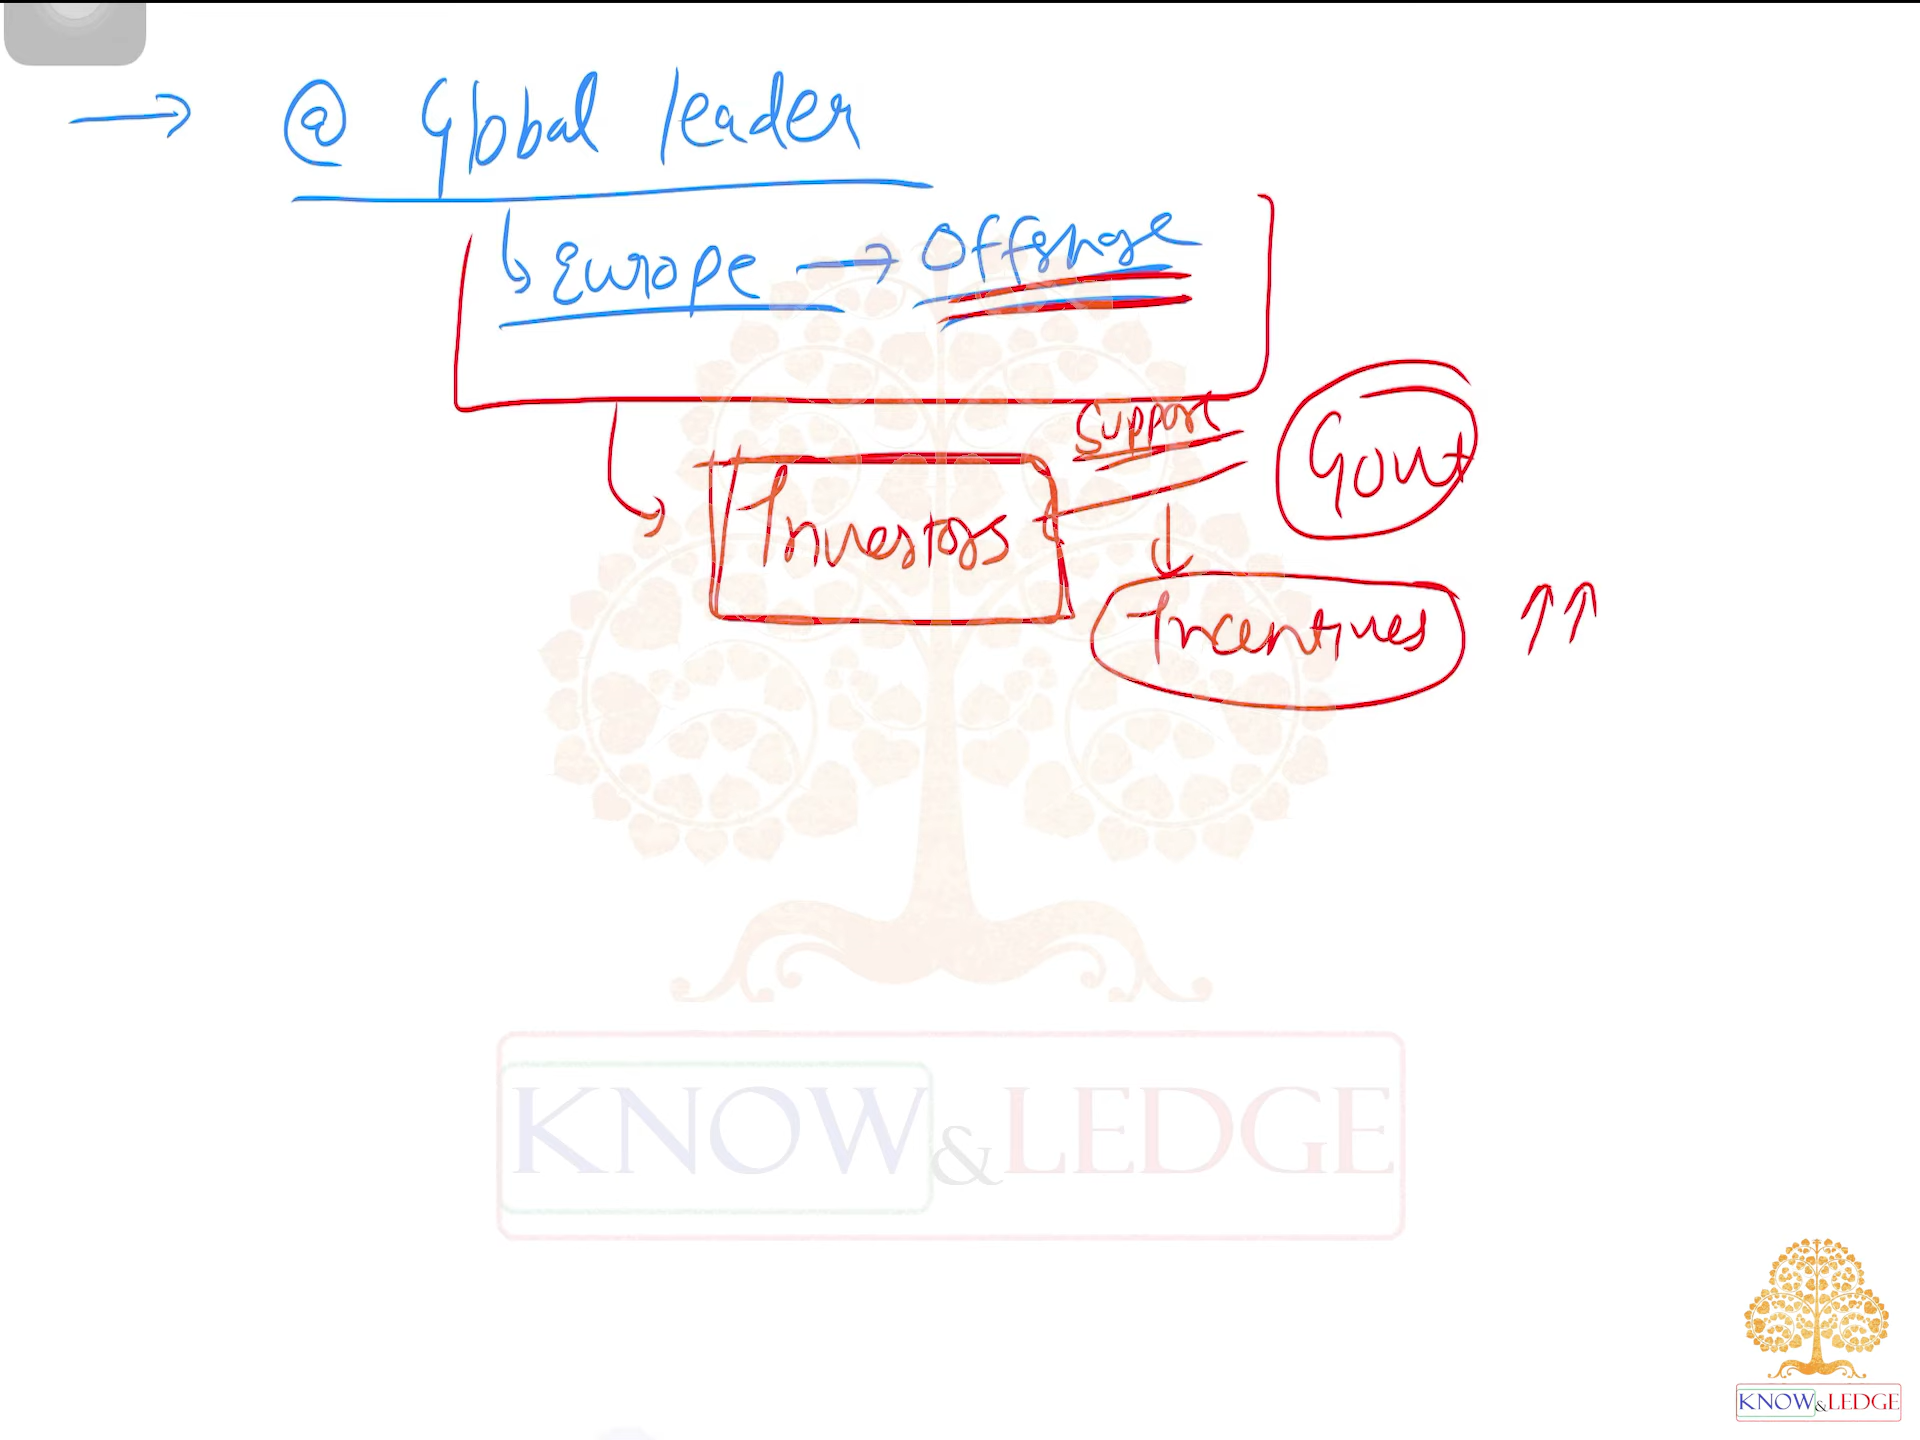 → @ Global leader
↳ Europe → Offshore
Support
Govt
Investors
↓
Incentives ↑↑
KNOW&LEDGE
KNOW&LEDGE